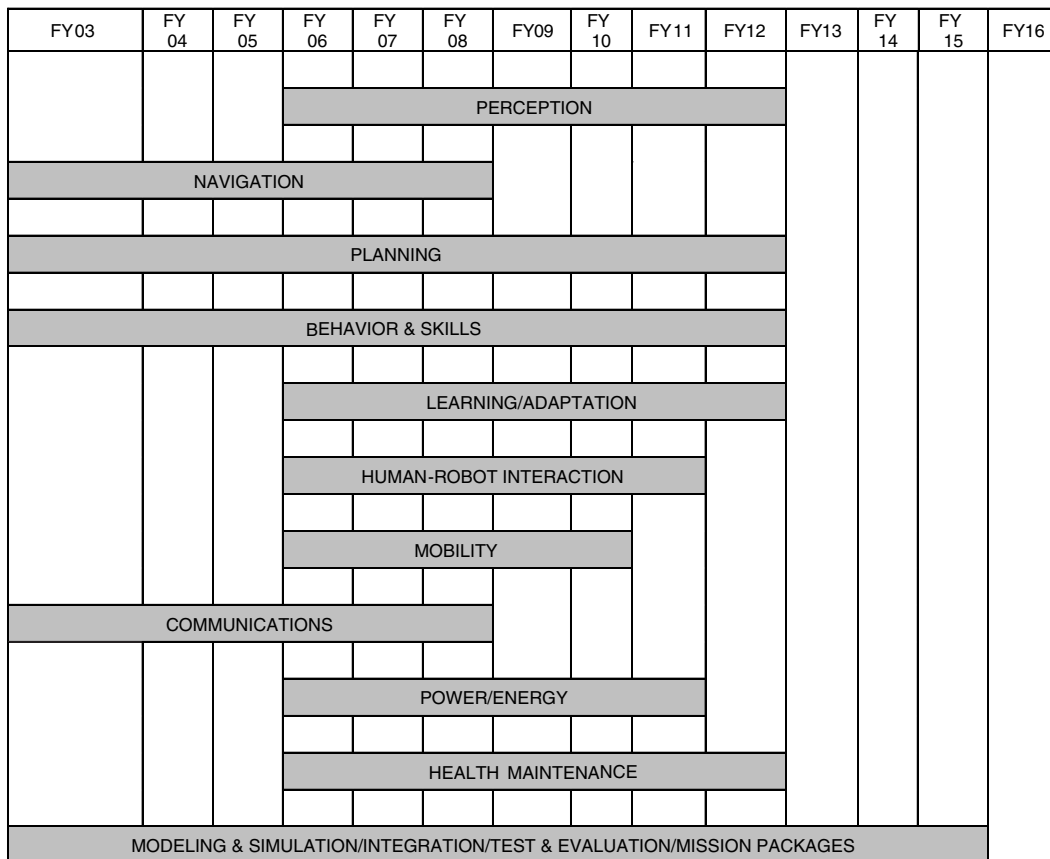 FY03 FY 04 FY 05 FY 06 FY 07 FY 08 FY09 FY 10 FY11 FY12 FY13 FY 14 FY 15 FY16
PERCEPTION
NAVIGATION
PLANNING
BEHAVIOR & SKILLS
LEARNING/ADAPTATION
HUMAN-ROBOT INTERACTION
MOBILITY
COMMUNICATIONS
POWER/ENERGY
HEALTH MAINTENANCE
MODELING & SIMULATION/INTEGRATION/TEST & EVALUATION/MISSION PACKAGES